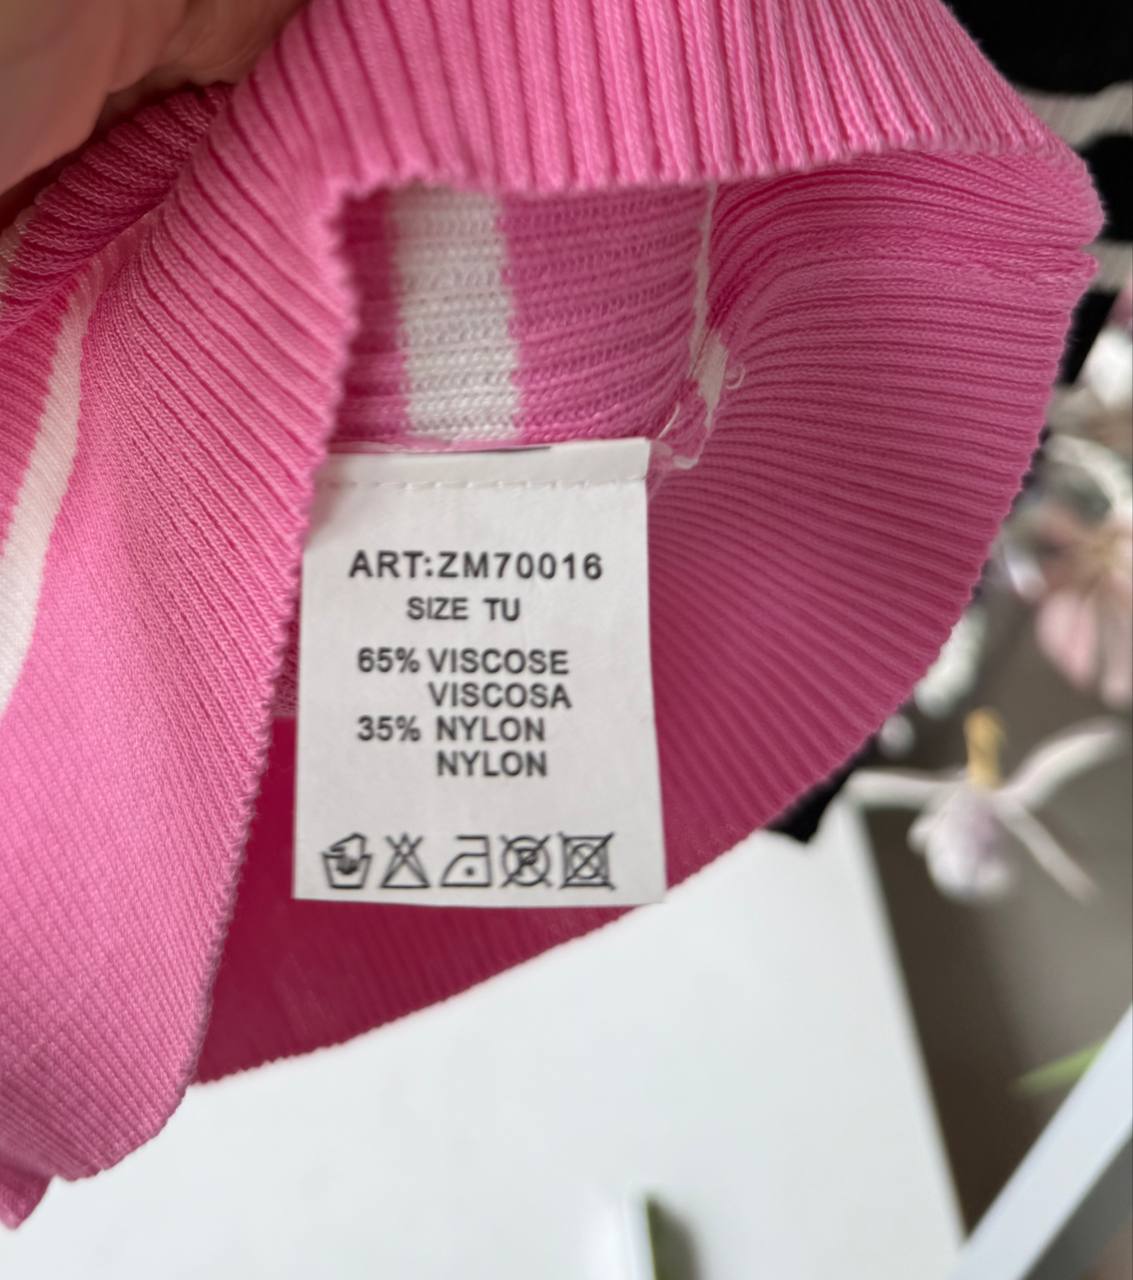 ART:ZM70016
SIZE TU
65% VISCOSE
VISCOSA
35% NYLON
NYLON